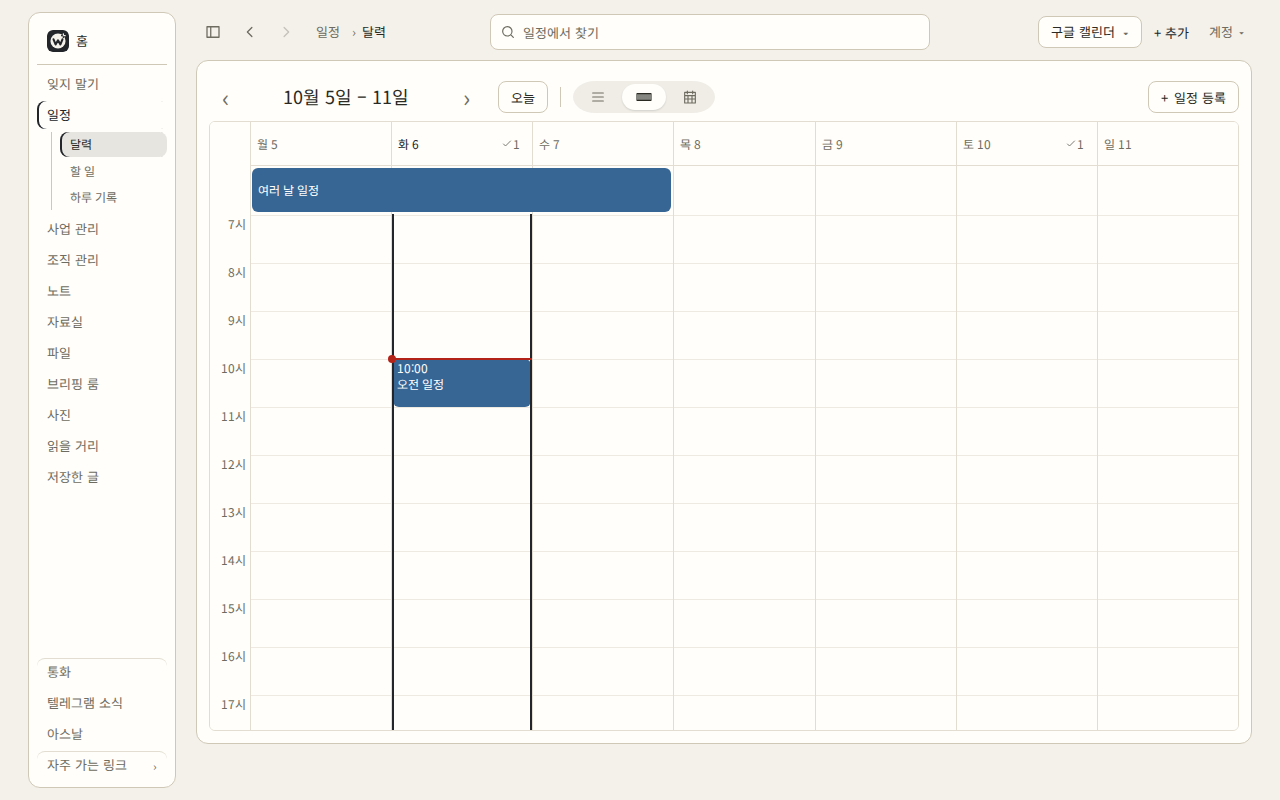 홈
잊지 말기
일정
달력
할 일
하루 기록
사업 관리
조직 관리
노트
자료실
파일
브리핑 룸
사진
읽을 거리
저장한 글
통화
텔레그램 소식
아스날
자주 가는 링크 ›
일정 › 달력
일정에서 찾기
구글 캘린더
+ 추가
계정
‹ 10월 5일 – 11일 ›
오늘
+ 일정 등록
월 5
화 6 ✓1
수 7
목 8
금 9
토 10 ✓1
일 11
여러 날 일정
7시
8시
9시
10시
10:00
오전 일정
11시
12시
13시
14시
15시
16시
17시